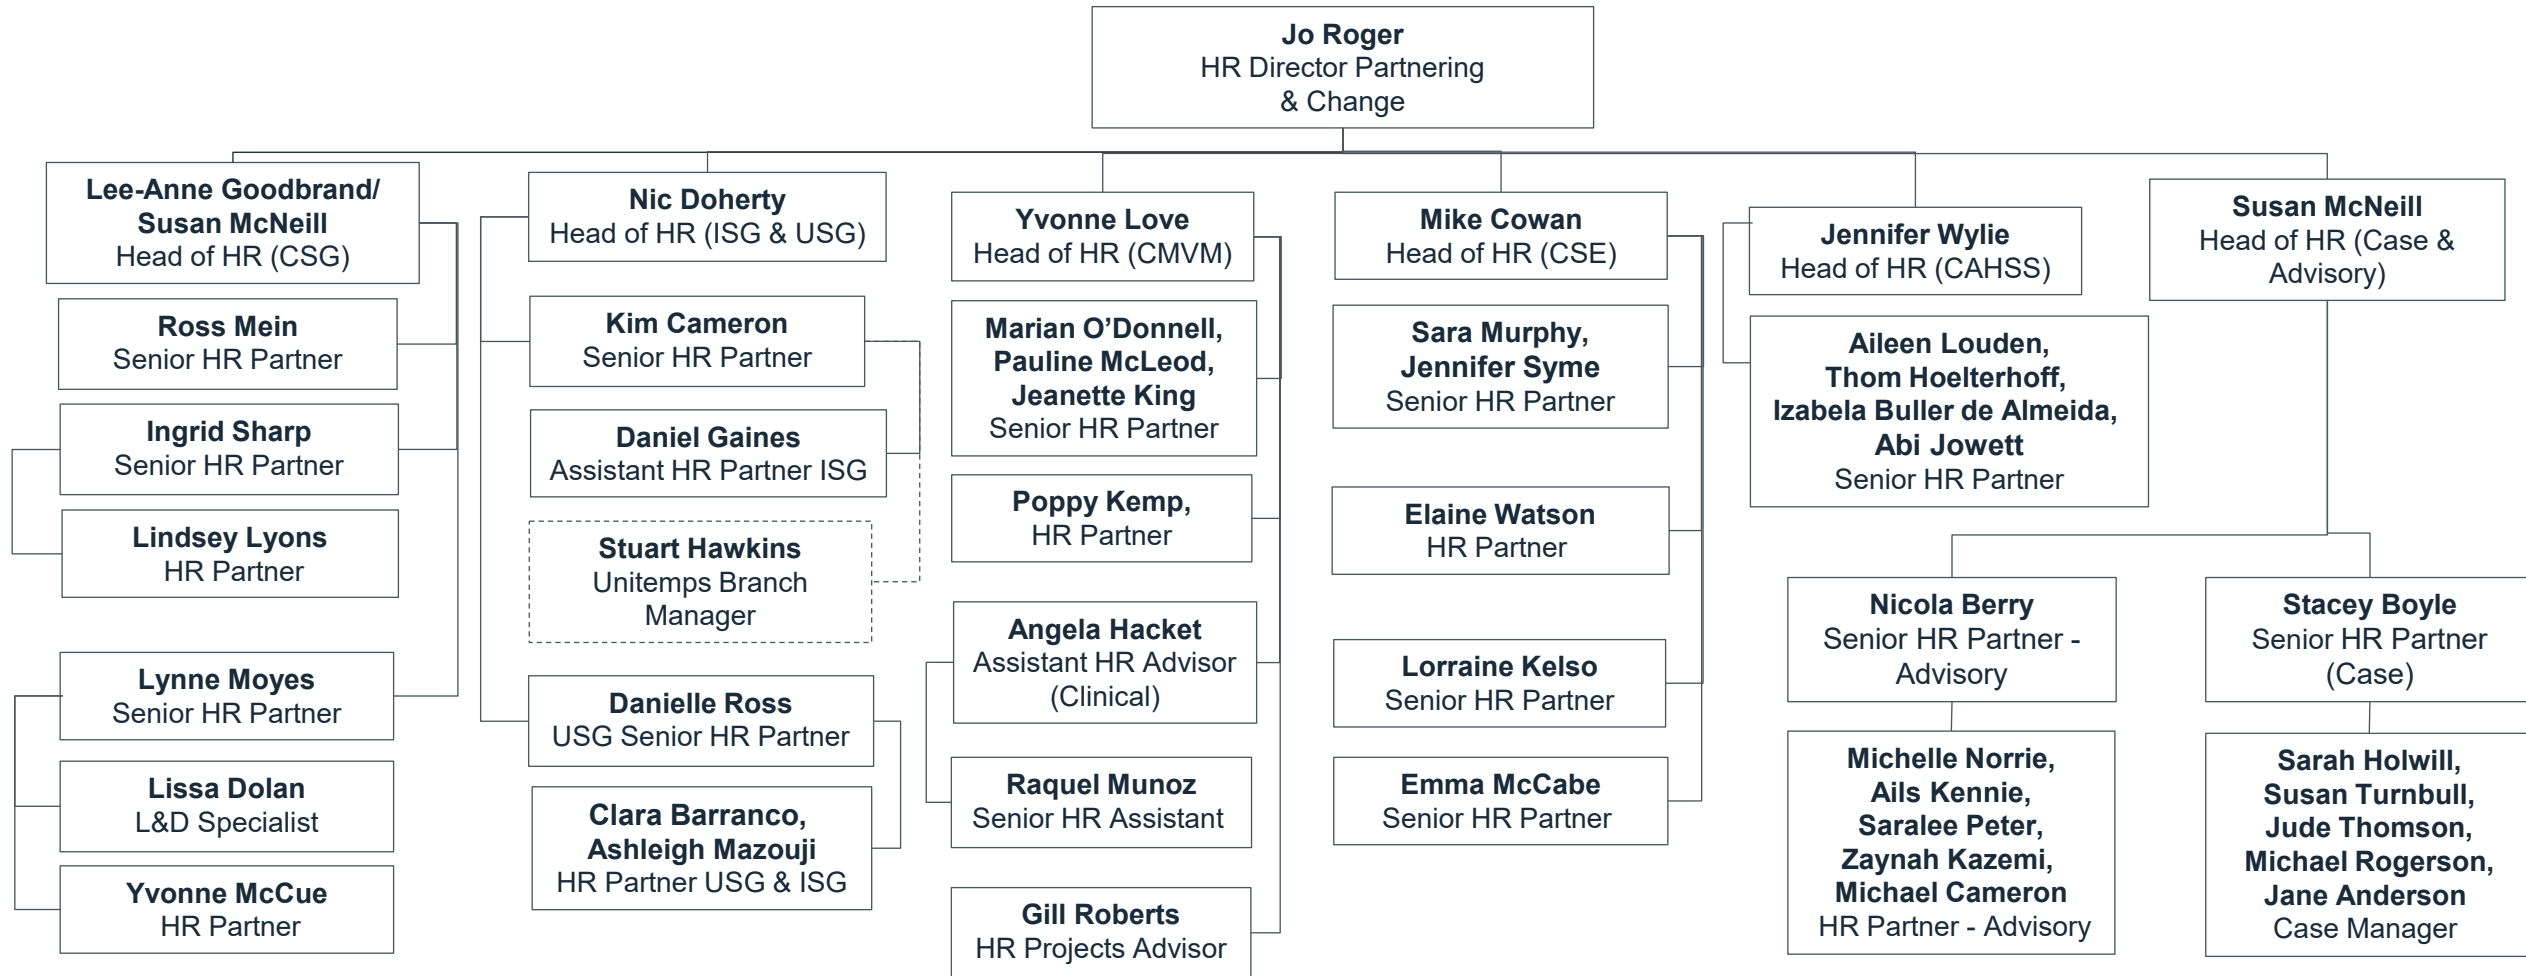 Jo Roger
HR Director Partnering
& Change
Lee-Anne Goodbrand/
Susan McNeill
Head of HR (CSG)
Ross Mein
Senior HR Partner
Ingrid Sharp
Senior HR Partner
Lindsey Lyons
HR Partner
Lynne Moyes
Senior HR Partner
Lissa Dolan
L&D Specialist
Yvonne McCue
HR Partner
Nic Doherty
Head of HR (ISG & USG)
Kim Cameron
Senior HR Partner
Daniel Gaines
Assistant HR Partner ISG
Stuart Hawkins
Unitemps Branch
Manager
Danielle Ross
USG Senior HR Partner
Clara Barranco,
Ashleigh Mazouji
HR Partner USG & ISG
Yvonne Love
Head of HR (CMVM)
Marian O’Donnell,
Pauline McLeod,
Jeanette King
Senior HR Partner
Poppy Kemp,
HR Partner
Angela Hacket
Assistant HR Advisor
(Clinical)
Raquel Munoz
Senior HR Assistant
Gill Roberts
HR Projects Advisor
Mike Cowan
Head of HR (CSE)
Sara Murphy,
Jennifer Syme
Senior HR Partner
Elaine Watson
HR Partner
Lorraine Kelso
Senior HR Partner
Emma McCabe
Senior HR Partner
Jennifer Wylie
Head of HR (CAHSS)
Aileen Louden,
Thom Hoelterhoff,
Izabela Buller de Almeida,
Abi Jowett
Senior HR Partner
Susan McNeill
Head of HR (Case &
Advisory)
Nicola Berry
Senior HR Partner -
Advisory
Michelle Norrie,
Ails Kennie,
Saralee Peter,
Zaynah Kazemi,
Michael Cameron
HR Partner - Advisory
Stacey Boyle
Senior HR Partner
(Case)
Sarah Holwill,
Susan Turnbull,
Jude Thomson,
Michael Rogerson,
Jane Anderson
Case Manager